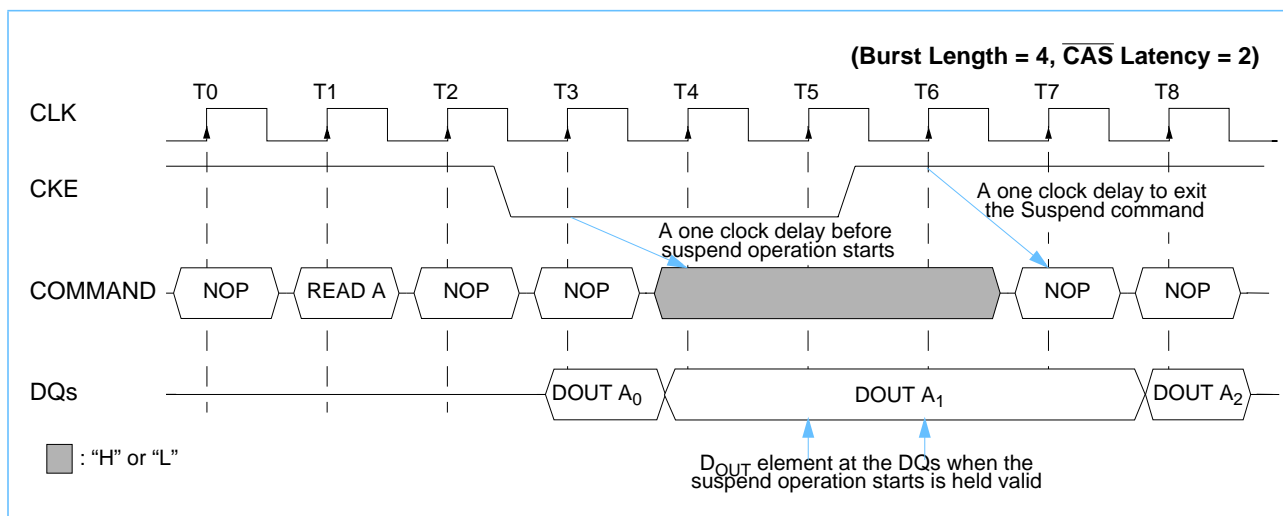 (Burst Length = 4, CAS Latency = 2)
T0 T1 T2 T3 T4 T5 T6 T7 T8
CLK
CKE
A one clock delay to exit
the Suspend command
A one clock delay before
suspend operation starts
COMMAND NOP READ A NOP NOP NOP NOP
DQs DOUT A0 DOUT A1 DOUT A2
: “H” or “L”
DOUT element at the DQs when the
suspend operation starts is held valid